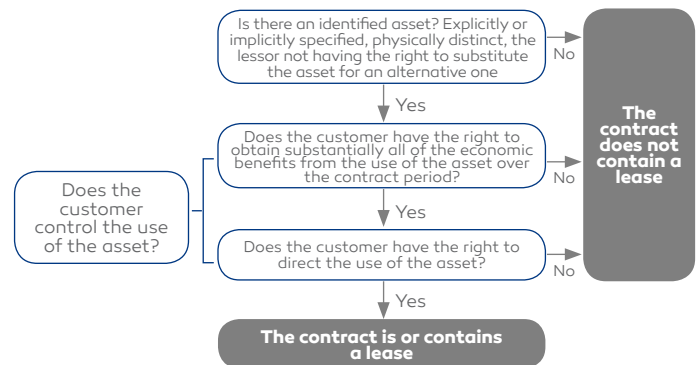 Is there an identified asset? Explicitly or
implicitly specified, physically distinct, the
lessor not having the right to substitute
the asset for an alternative one
No
Yes
The
contract
does not
contain a
lease
Does the customer have the right to
obtain substantially all of the economic
benefits from the use of the asset over
the contract period?
No
Does the
customer
control the use
of the asset?
Yes
Does the customer have the right to
direct the use of the asset?
No
Yes
The contract is or contains
a lease